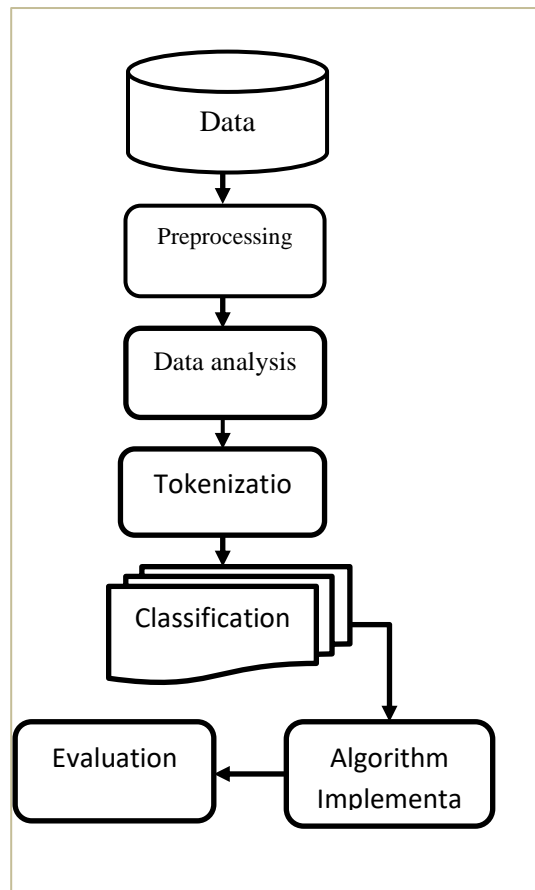 Data
Preprocessing
Data analysis
Tokenizatio
Classification
Algorithm
Implementa
Evaluation